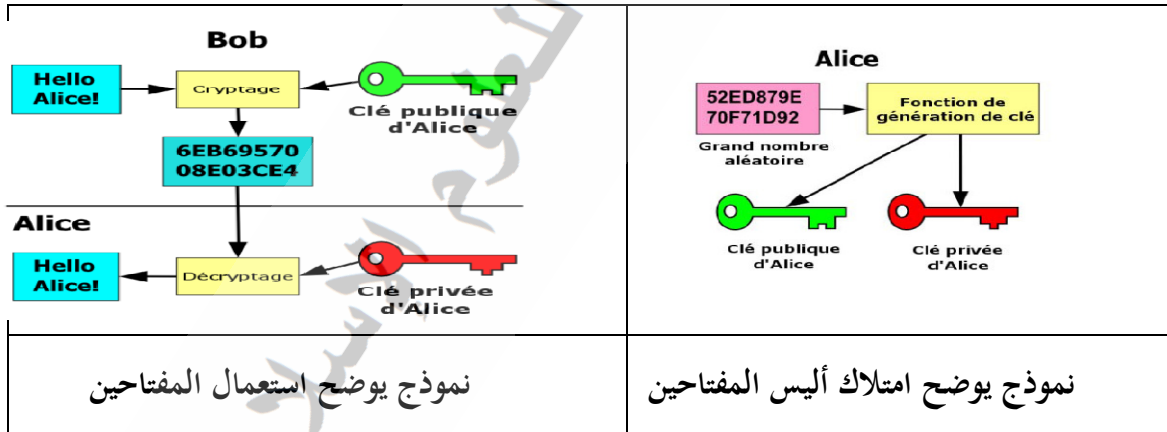 Bob
Hello
Alice!
Cryptage
Clé publique
d'Alice
6EB69570
08E03CE4
Alice
Hello
Alice!
Décryptage
Clé privée
d'Alice
نموذج يوضح استعمال المفتاحين
Alice
52ED879E
70F71D92
Grand nombre
aléatoire
Fonction de
génération de clé
Clé publique
d'Alice
Clé privée
d'Alice
نموذج يوضح امتلاك أليس المفتاحين